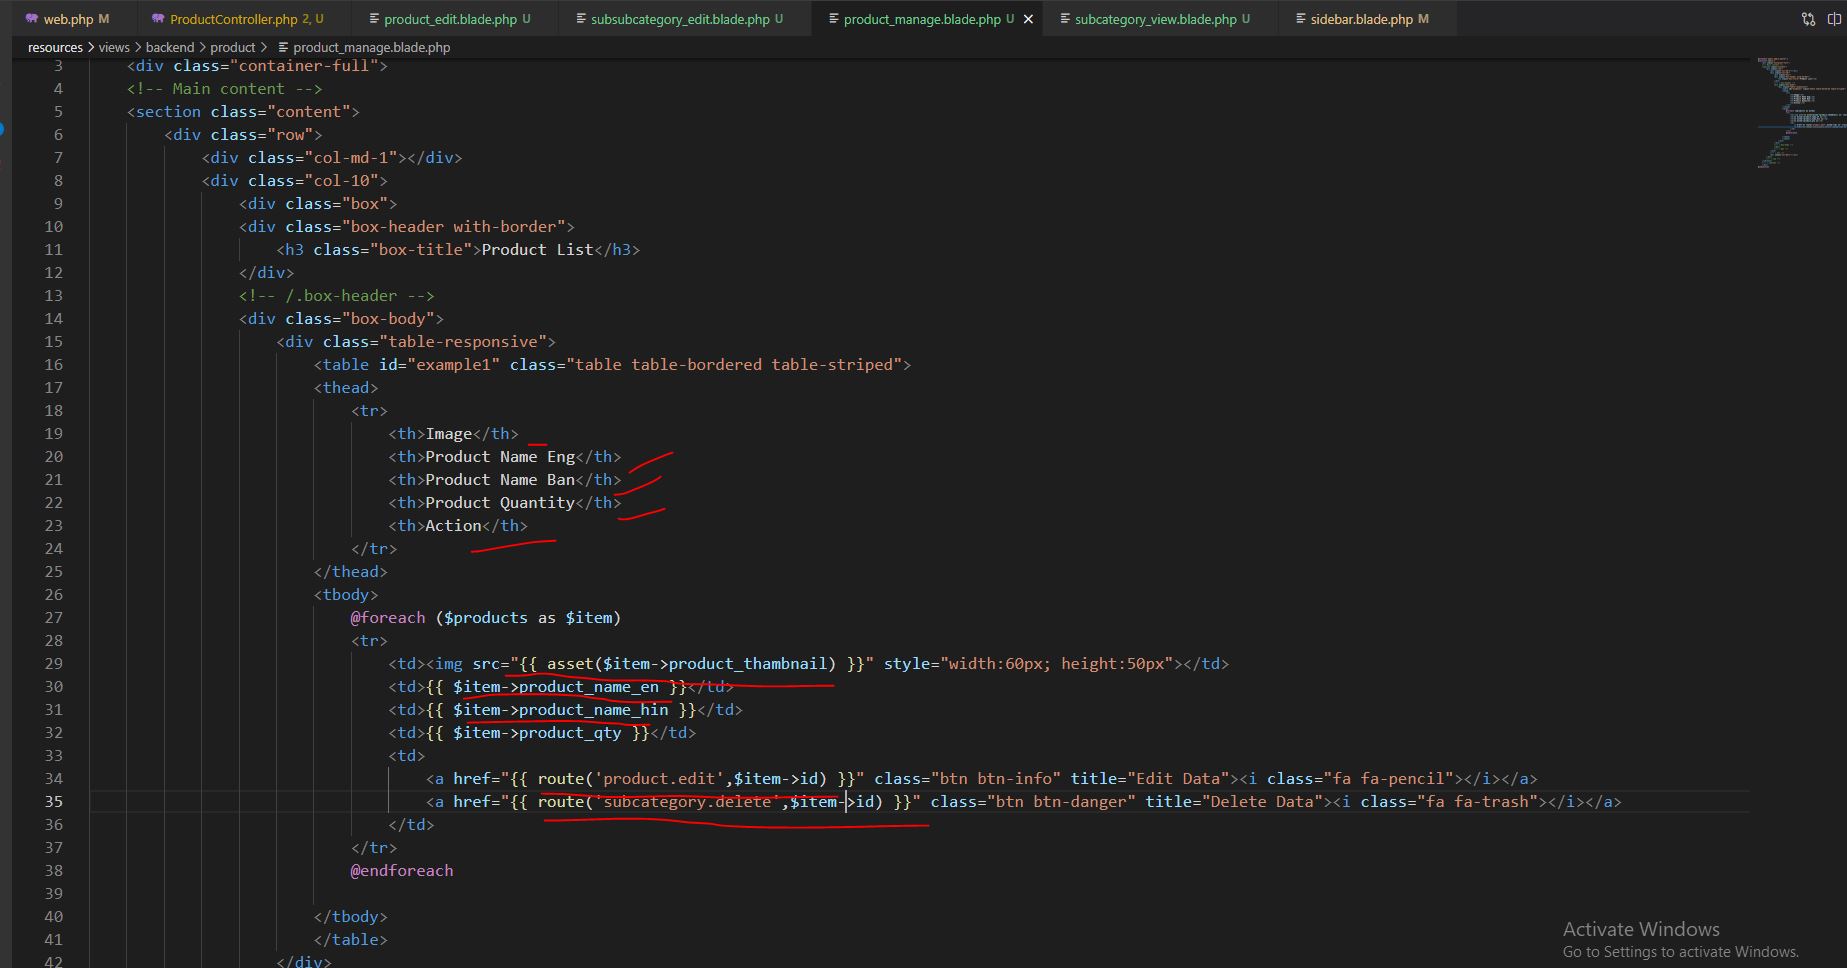 web.php M ProductController.php 2, U product_edit.blade.php U subsubcategory_edit.blade.php U product_manage.blade.php U subcategory_view.blade.php U sidebar.blade.php M
resources > views > backend > product > product_manage.blade.php
3 <div class="container-full">
4 <!-- Main content -->
5 <section class="content">
6 <div class="row">
7 <div class="col-md-1"></div>
8 <div class="col-10">
9 <div class="box">
10 <div class="box-header with-border">
11 <h3 class="box-title">Product List</h3>
12 </div>
13 <!-- /.box-header -->
14 <div class="box-body">
15 <div class="table-responsive">
16 <table id="example1" class="table table-bordered table-striped">
17 <thead>
18 <tr>
19 <th>Image</th>
20 <th>Product Name Eng</th>
21 <th>Product Name Ban</th>
22 <th>Product Quantity</th>
23 <th>Action</th>
24 </tr>
25 </thead>
26 <tbody>
27 @foreach ($products as $item)
28 <tr>
29 <td><img src="{{ asset($item->product_thambnail) }}" style="width:60px; height:50px"></td>
30 <td>{{ $item->product_name_en }}</td>
31 <td>{{ $item->product_name_hin }}</td>
32 <td>{{ $item->product_qty }}</td>
33 <td>
34 <a href="{{ route('product.edit',$item->id) }}" class="btn btn-info" title="Edit Data"><i class="fa fa-pencil"></i></a>
35 <a href="{{ route('subcategory.delete',$item->id) }}" class="btn btn-danger" title="Delete Data"><i class="fa fa-trash"></i></a>
36 </td>
37 </tr>
38 @endforeach
39
40 </tbody>
41 </table>
42 </div>
Activate Windows
Go to Settings to activate Windows.